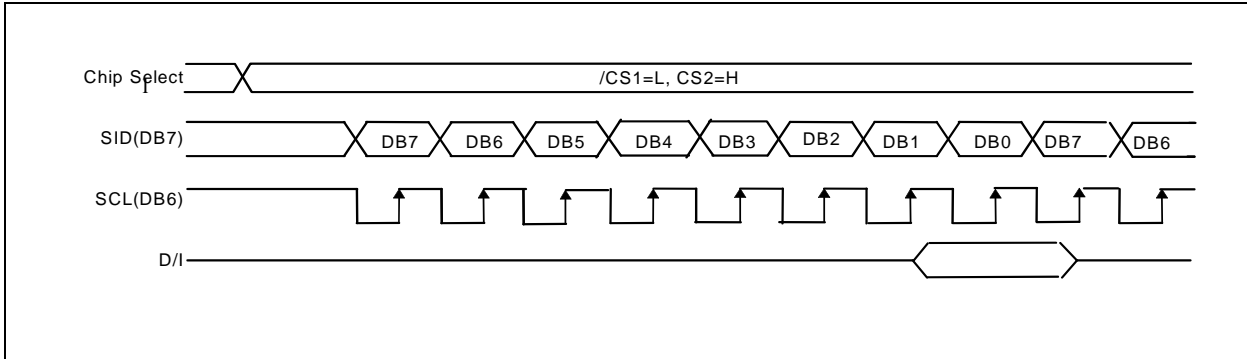 Chip Select /CS1=L, CS2=H
SID(DB7) DB7 DB6 DB5 DB4 DB3 DB2 DB1 DB0 DB7 DB6
SCL(DB6)
D/I